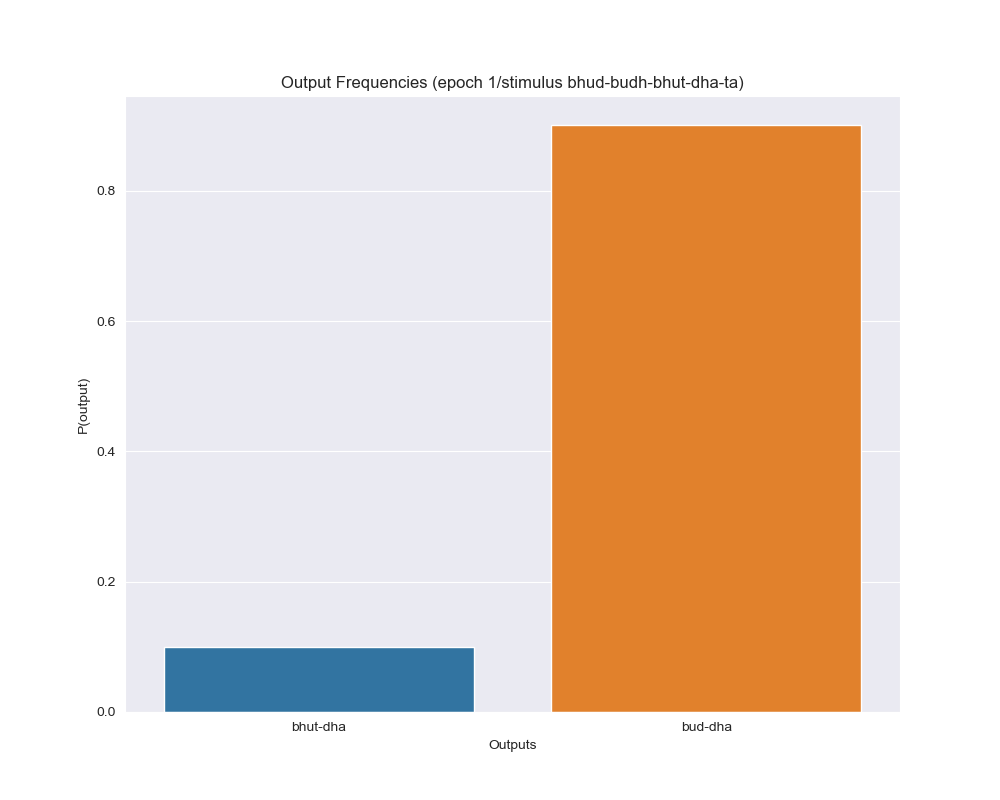 Output Frequencies (epoch 1/stimulus bhud-budh-bhut-dha-ta)
0.8
0.6
0.4
0.2
0.0
P(output)
bhut-dha
bud-dha
Outputs